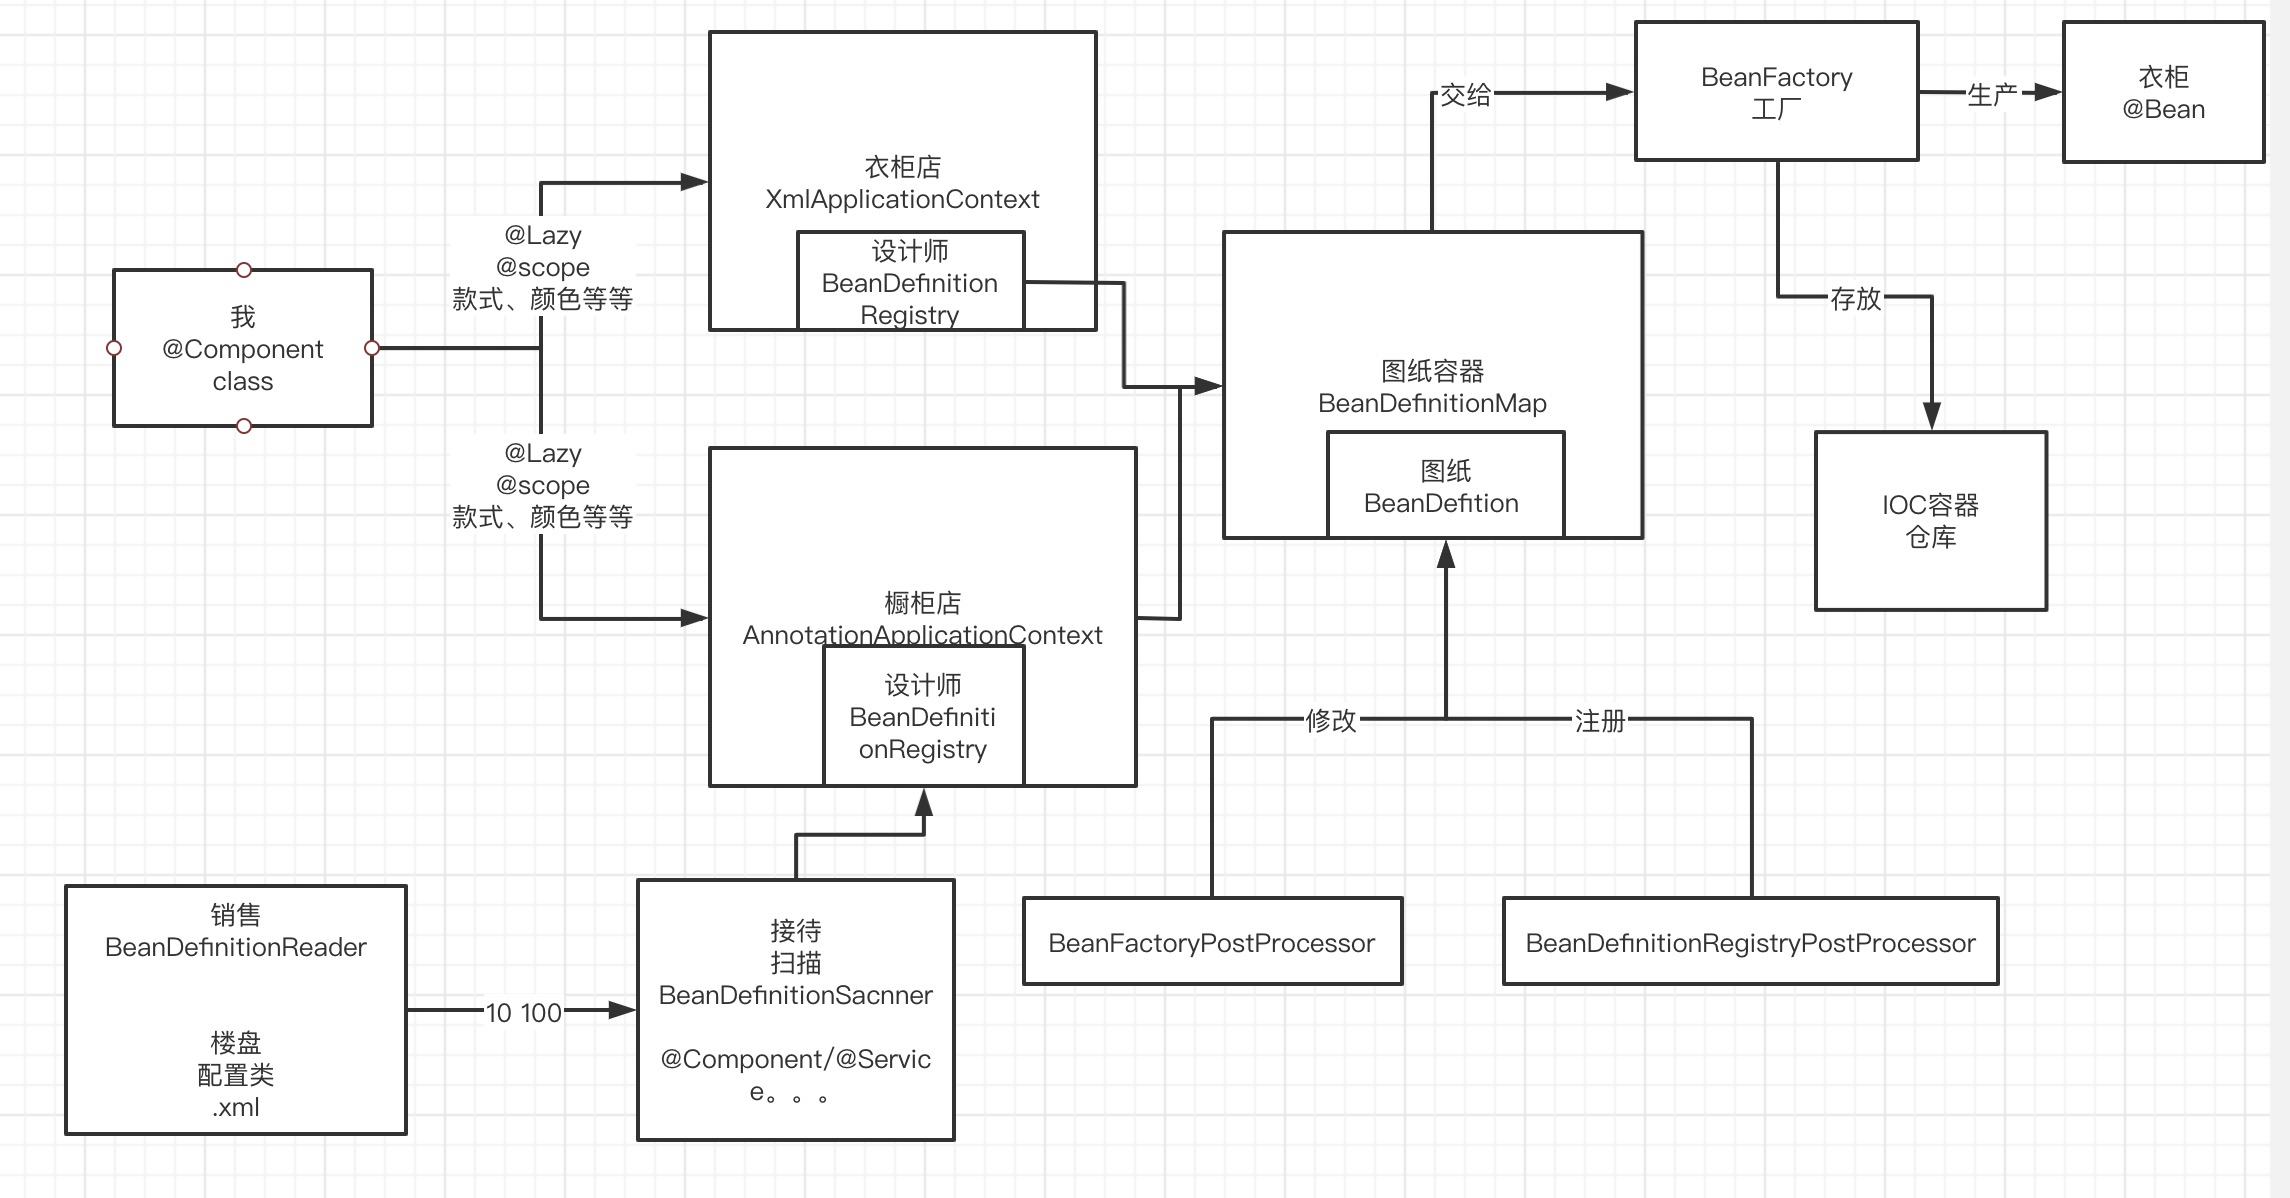 我
@Component
class
@Lazy
@scope
款式、颜色等等
@Lazy
@scope
款式、颜色等等
衣柜店
XmlApplicationContext
设计师
BeanDefinition
Registry
橱柜店
AnnotationApplicationContext
设计师
BeanDefiniti
onRegistry
销售
BeanDefinitionReader
楼盘
配置类
.xml
10 100
接待
扫描
BeanDefinitionSacnner
@Component/@Servic
e。。。
图纸容器
BeanDefinitionMap
图纸
BeanDefition
交给
BeanFactory
工厂
生产
衣柜
@Bean
存放
IOC容器
仓库
修改
注册
BeanFactoryPostProcessor
BeanDefinitionRegistryPostProcessor